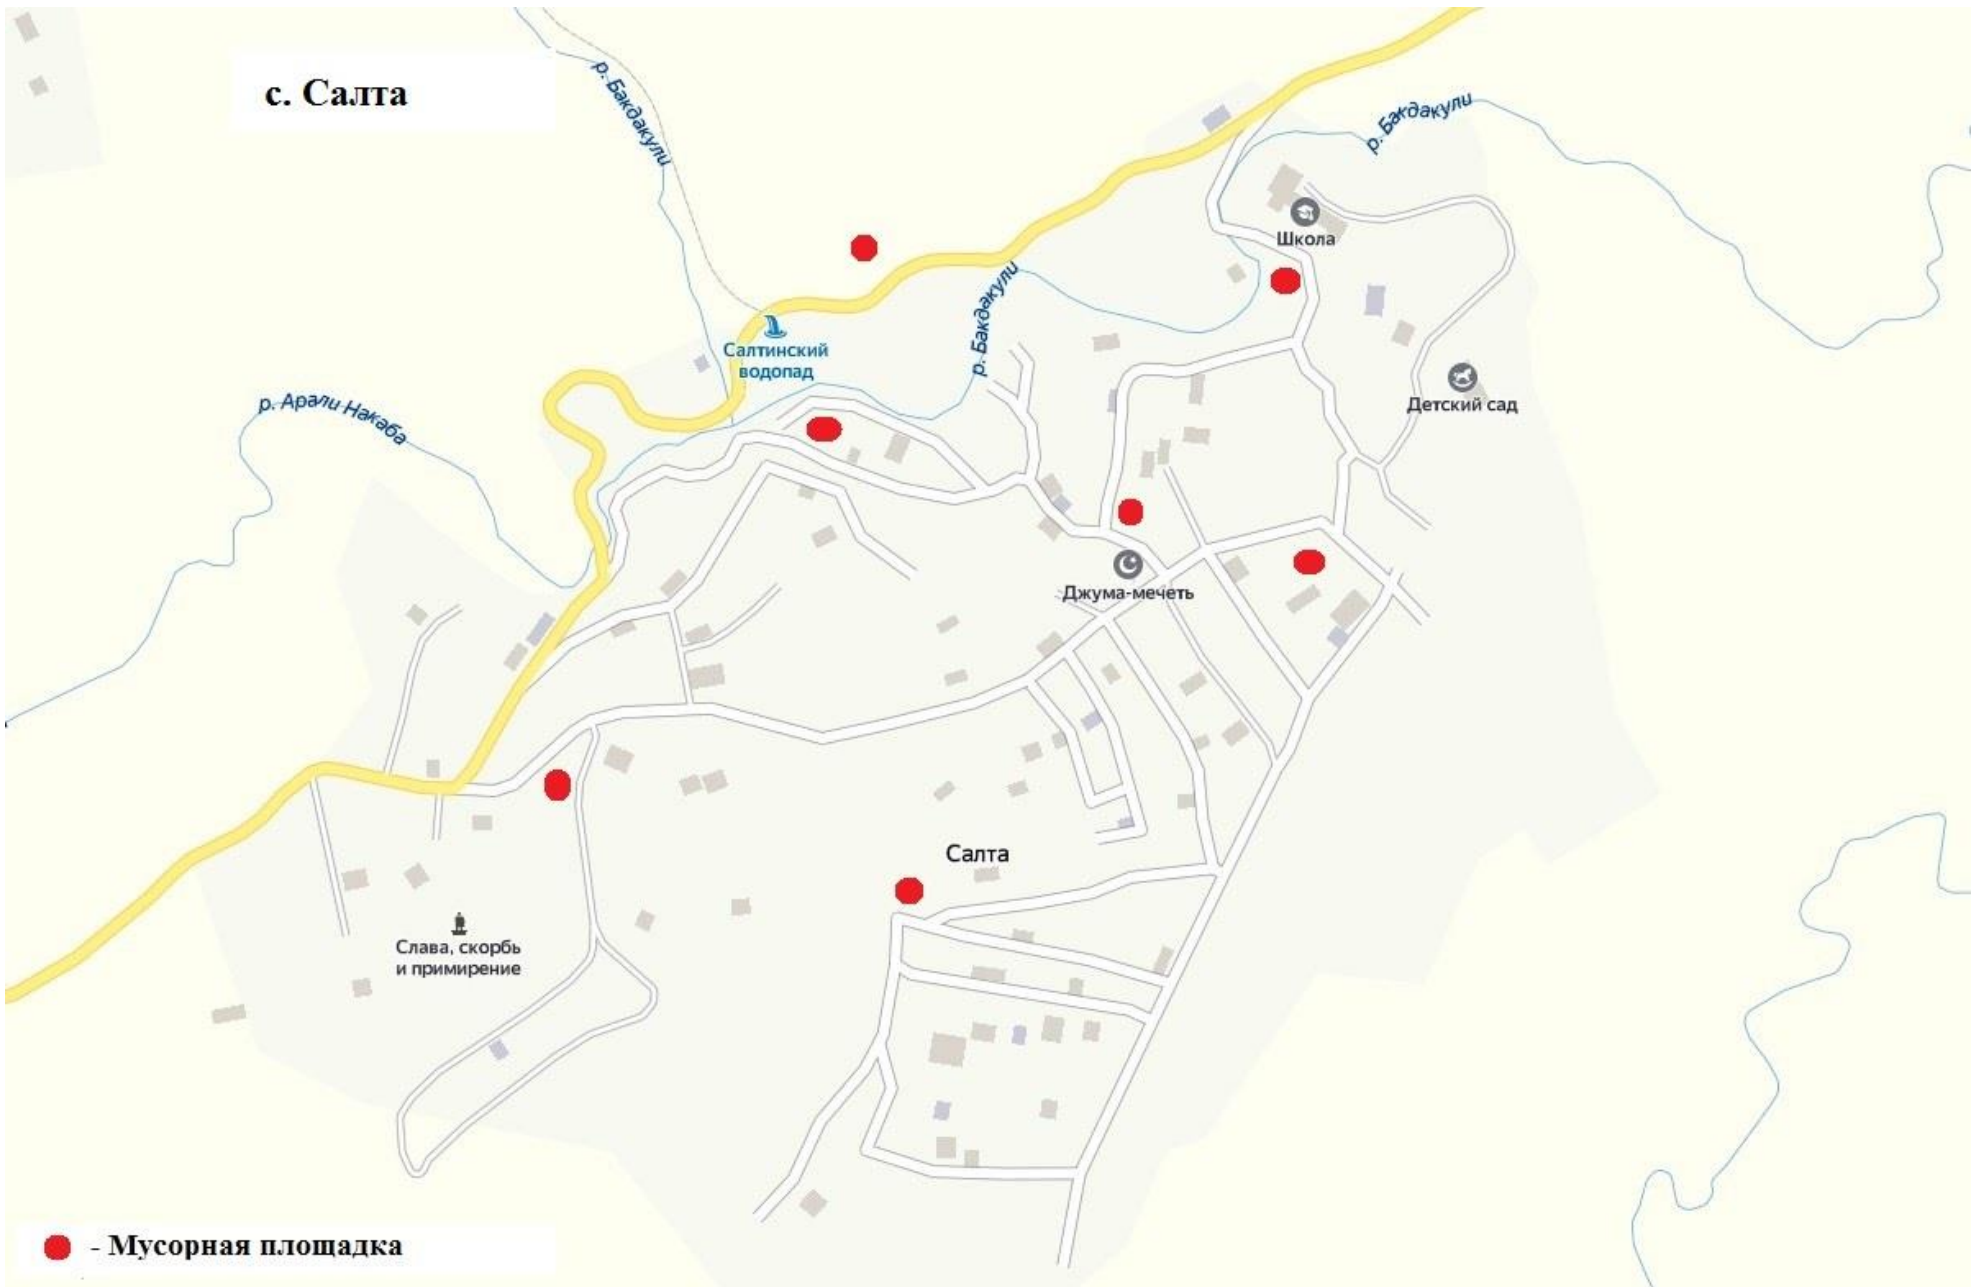 с. Салта
р. Бакдакули
р. Бакдакули
Школа
р. Бакдакули
Салтинский
водопад
р. Арали Накаба
Детский сад
Джума-мечеть
Салта
Слава, скорбь
и примирение
- Мусорная площадка